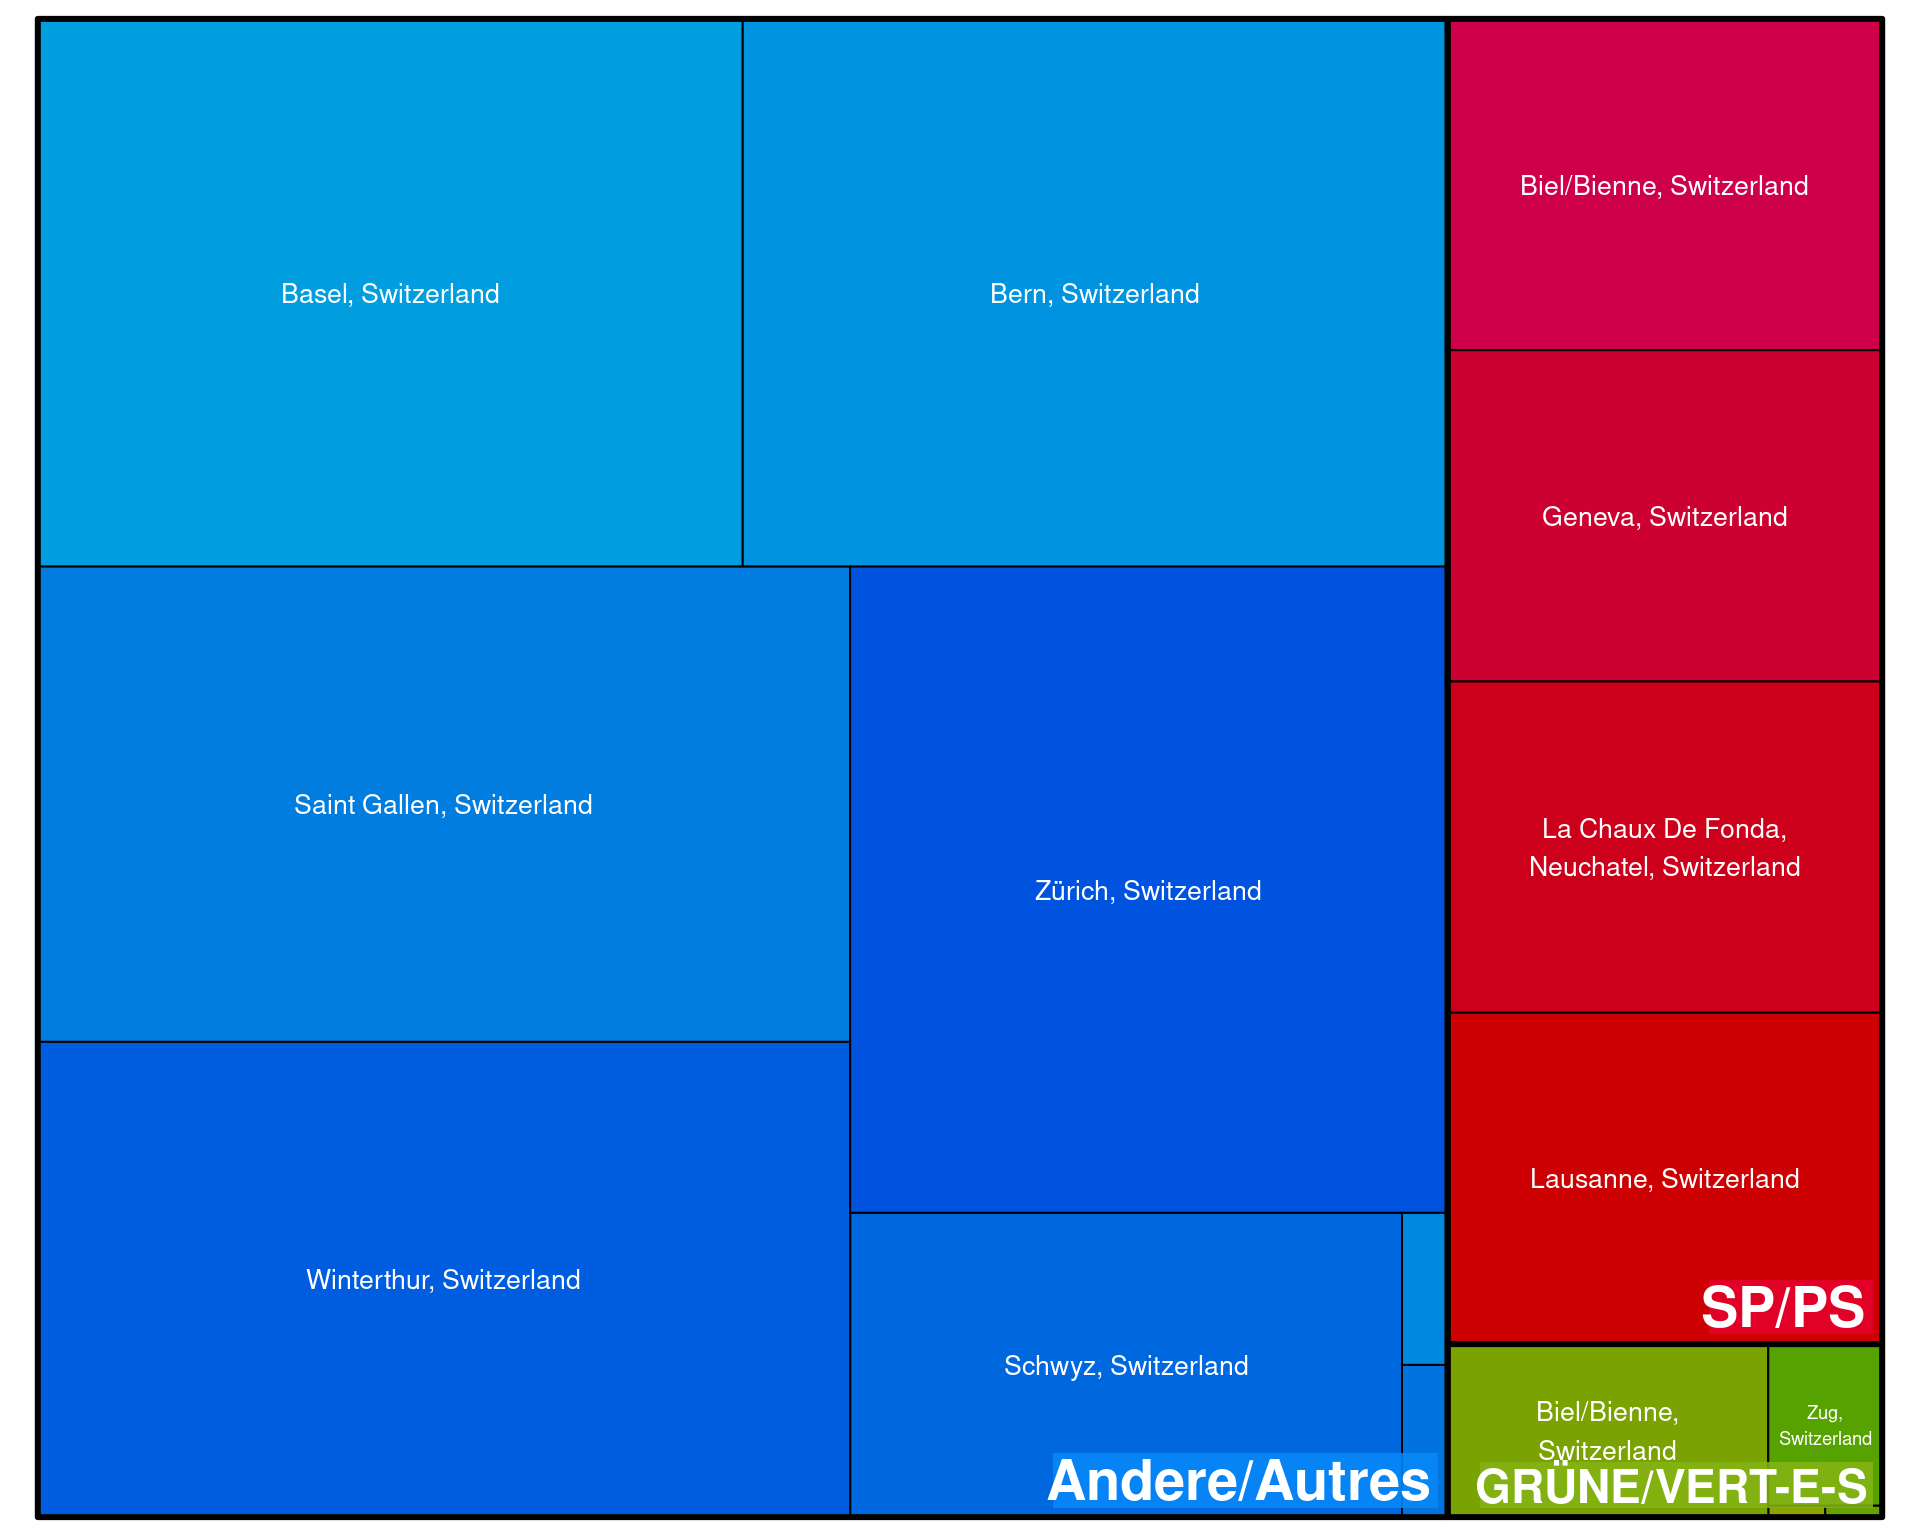 Basel, Switzerland
Bern, Switzerland
Biel/Bienne, Switzerland
Geneva, Switzerland
Saint Gallen, Switzerland
Zürich, Switzerland
La Chaux De Fonda,
Neuchatel, Switzerland
Lausanne, Switzerland
Winterthur, Switzerland
SP/PS
Schwyz, Switzerland
Biel/Bienne,
Switzerland
Zug,
Switzerland
Andere/Autres
GRÜNE/VERT-E-S